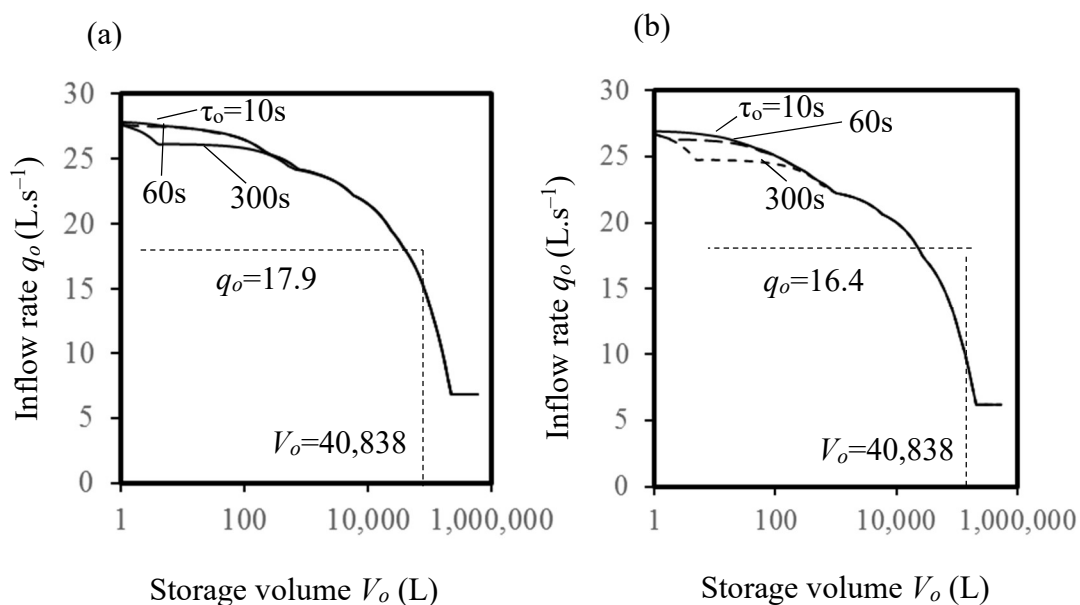 (a)
Inflow rate qo (L.s−1)
30
25
20
15
10
5
0
τo=10s
60s
300s
qo=17.9
Vo=40,838
1
100
10,000
1,000,000
Storage volume Vo (L)
(b)
Inflow rate qo (L.s−1)
30
25
20
15
10
5
0
τo=10s
60s
300s
qo=16.4
Vo=40,838
1
100
10,000
1,000,000
Storage volume Vo (L)